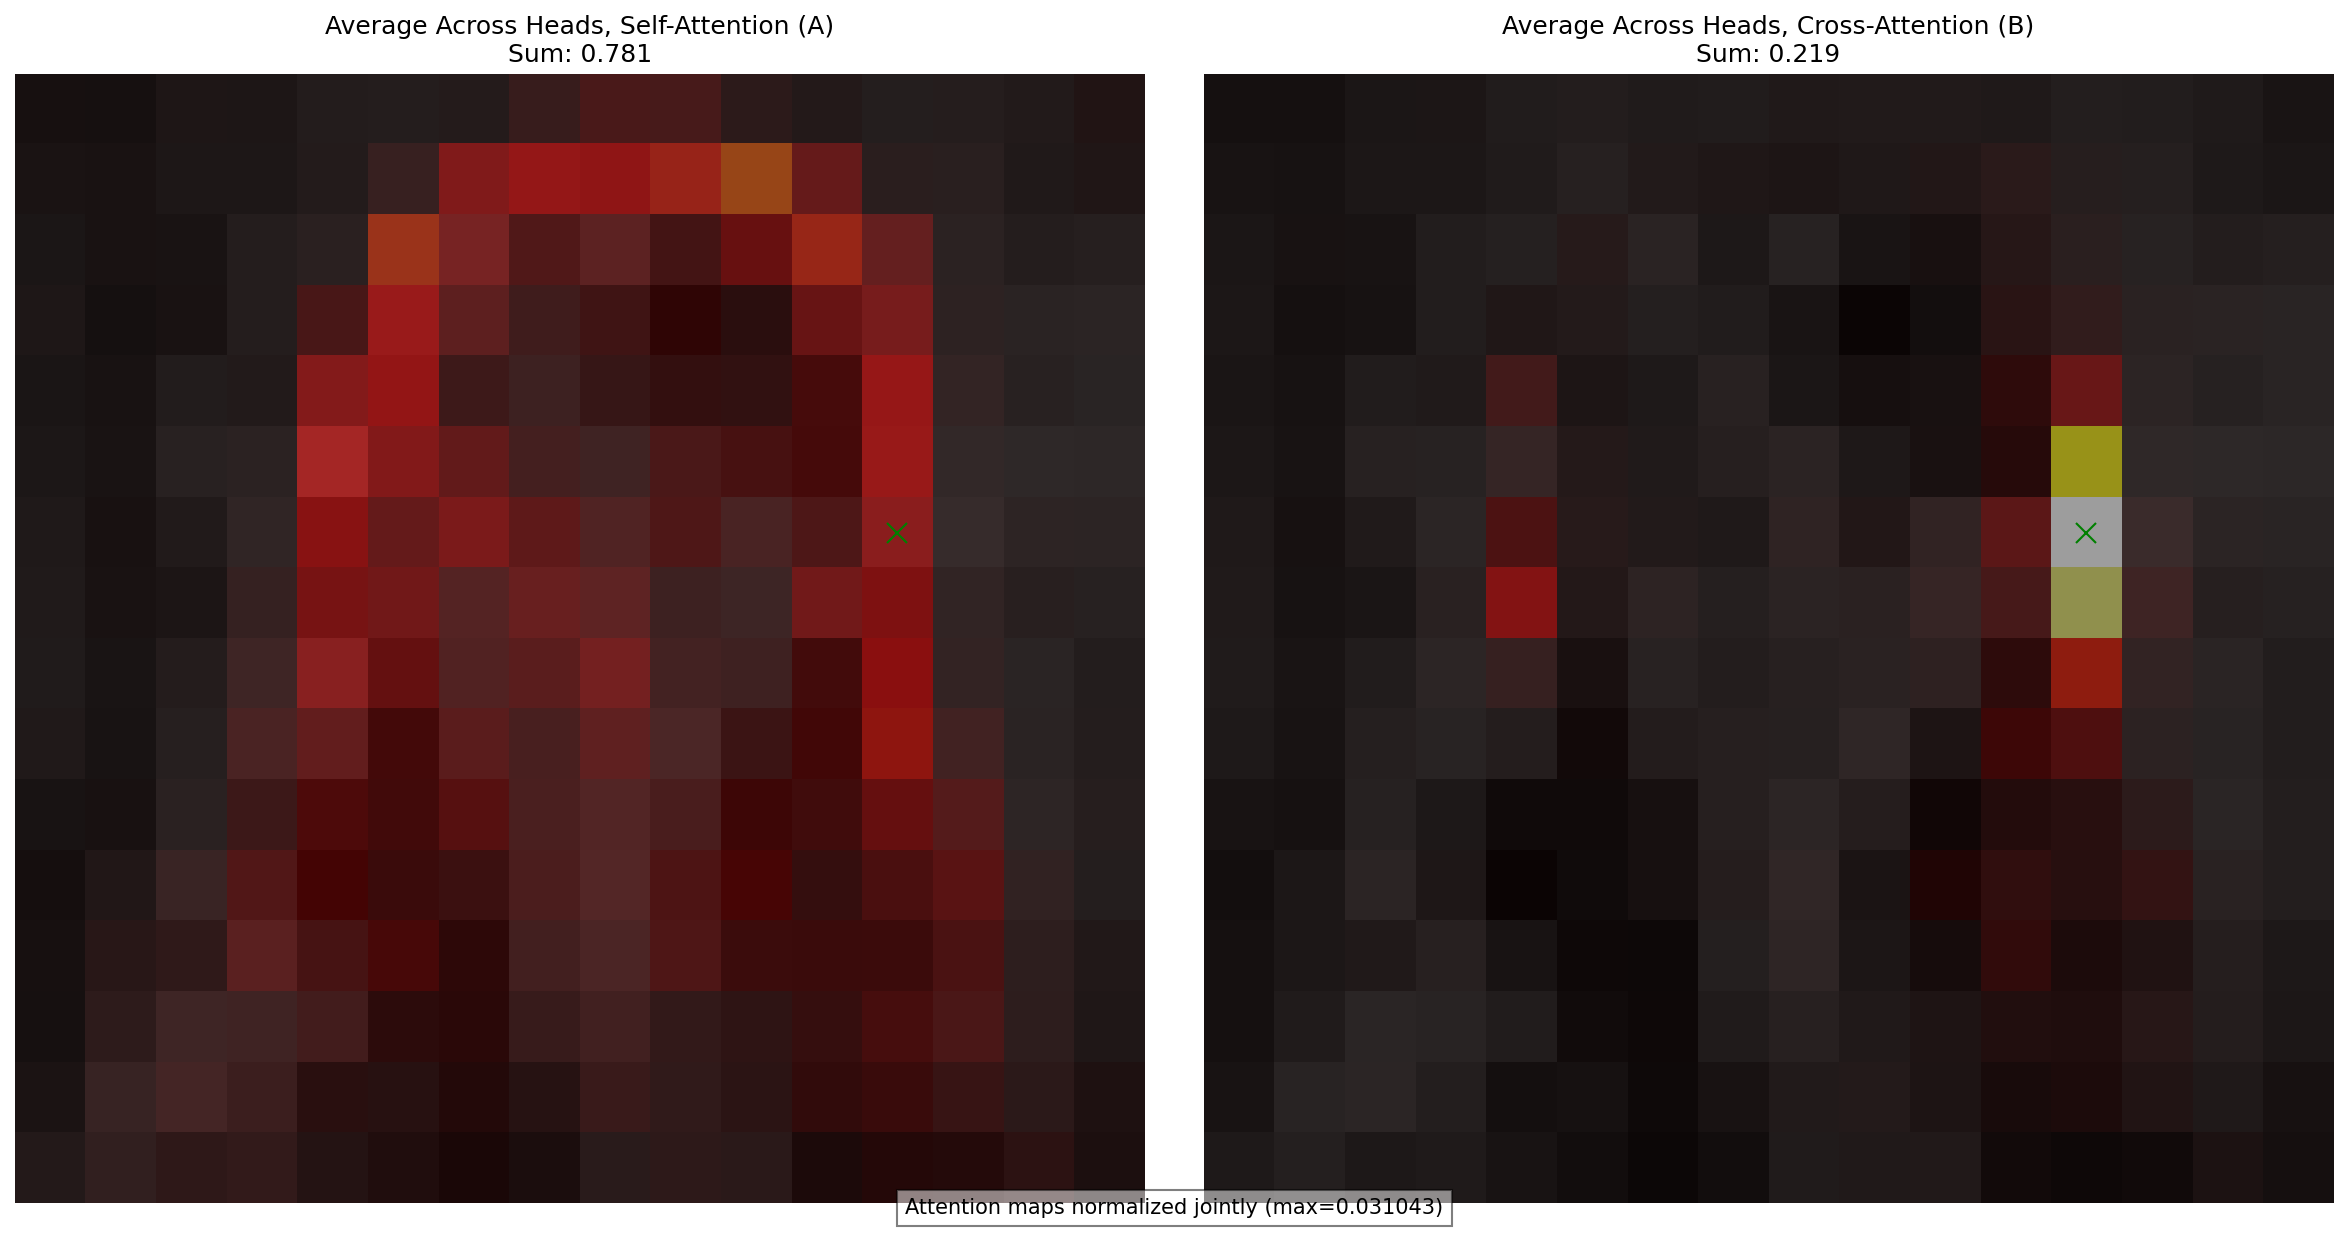 Average Across Heads, Self-Attention (A)
Sum: 0.781
Average Across Heads, Cross-Attention (B)
Sum: 0.219
Attention maps normalized jointly (max=0.031043)